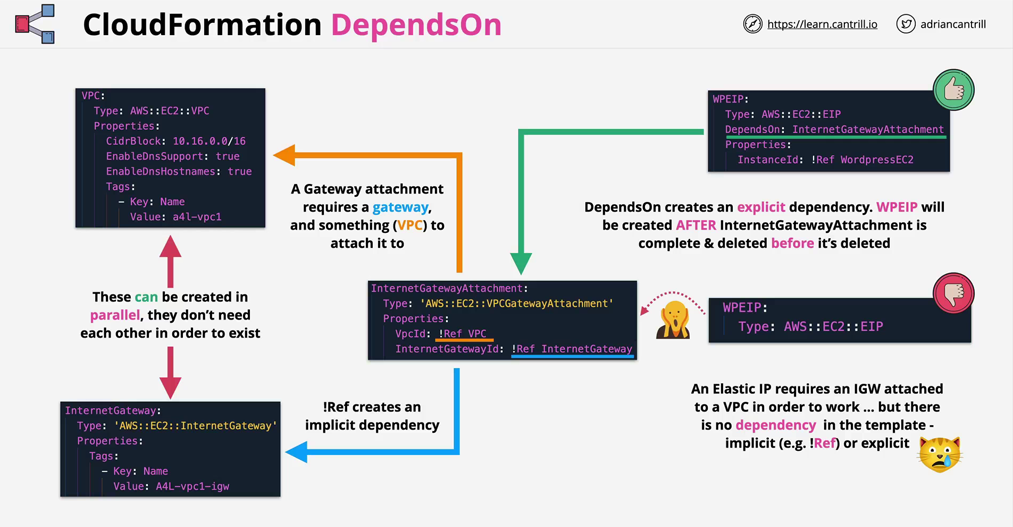 CloudFormation DependsOn
https://learn.cantrill.io
adriancantrill
VPC:
Type: AWS::EC2::VPC
Properties:
CidrBlock: 10.16.0.0/16
EnableDnsSupport: true
EnableDnsHostnames: true
Tags:
- Key: Name
Value: a4l-vpc1
A Gateway attachment
requires a gateway,
and something (VPC) to
attach it to
WPEIP:
Type: AWS::EC2::EIP
DependsOn: InternetGatewayAttachment
Properties:
InstanceId: !Ref WordpressEC2
DependsOn creates an explicit dependency. WPEIP will
be created AFTER InternetGatewayAttachment is
complete & deleted before it's deleted
These can be created in
parallel, they don't need
each other in order to exist
InternetGatewayAttachment:
Type: 'AWS::EC2::VPCGatewayAttachment'
Properties:
VpcId: !Ref VPC
InternetGatewayId: !Ref InternetGateway
WPEIP:
Type: AWS::EC2::EIP
InternetGateway:
Type: 'AWS::EC2::InternetGateway'
Properties:
Tags:
- Key: Name
Value: A4L-vpc1-igw
!Ref creates an
implicit dependency
An Elastic IP requires an IGW attached
to a VPC in order to work ... but there
is no dependency in the template -
implicit (e.g. !Ref) or explicit